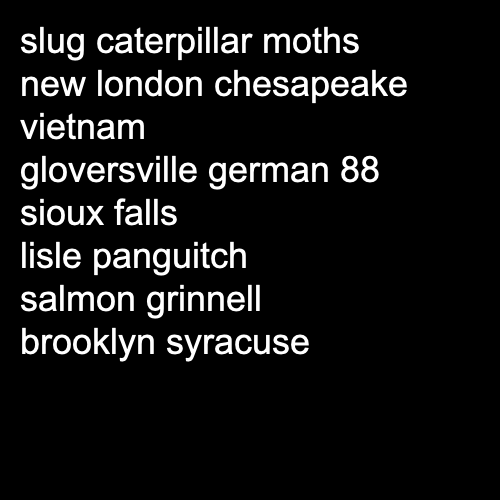 slug caterpillar moths
new london chesapeake
vietnam
gloversville german 88
sioux falls
lisle panguitch
salmon grinnell
brooklyn syracuse